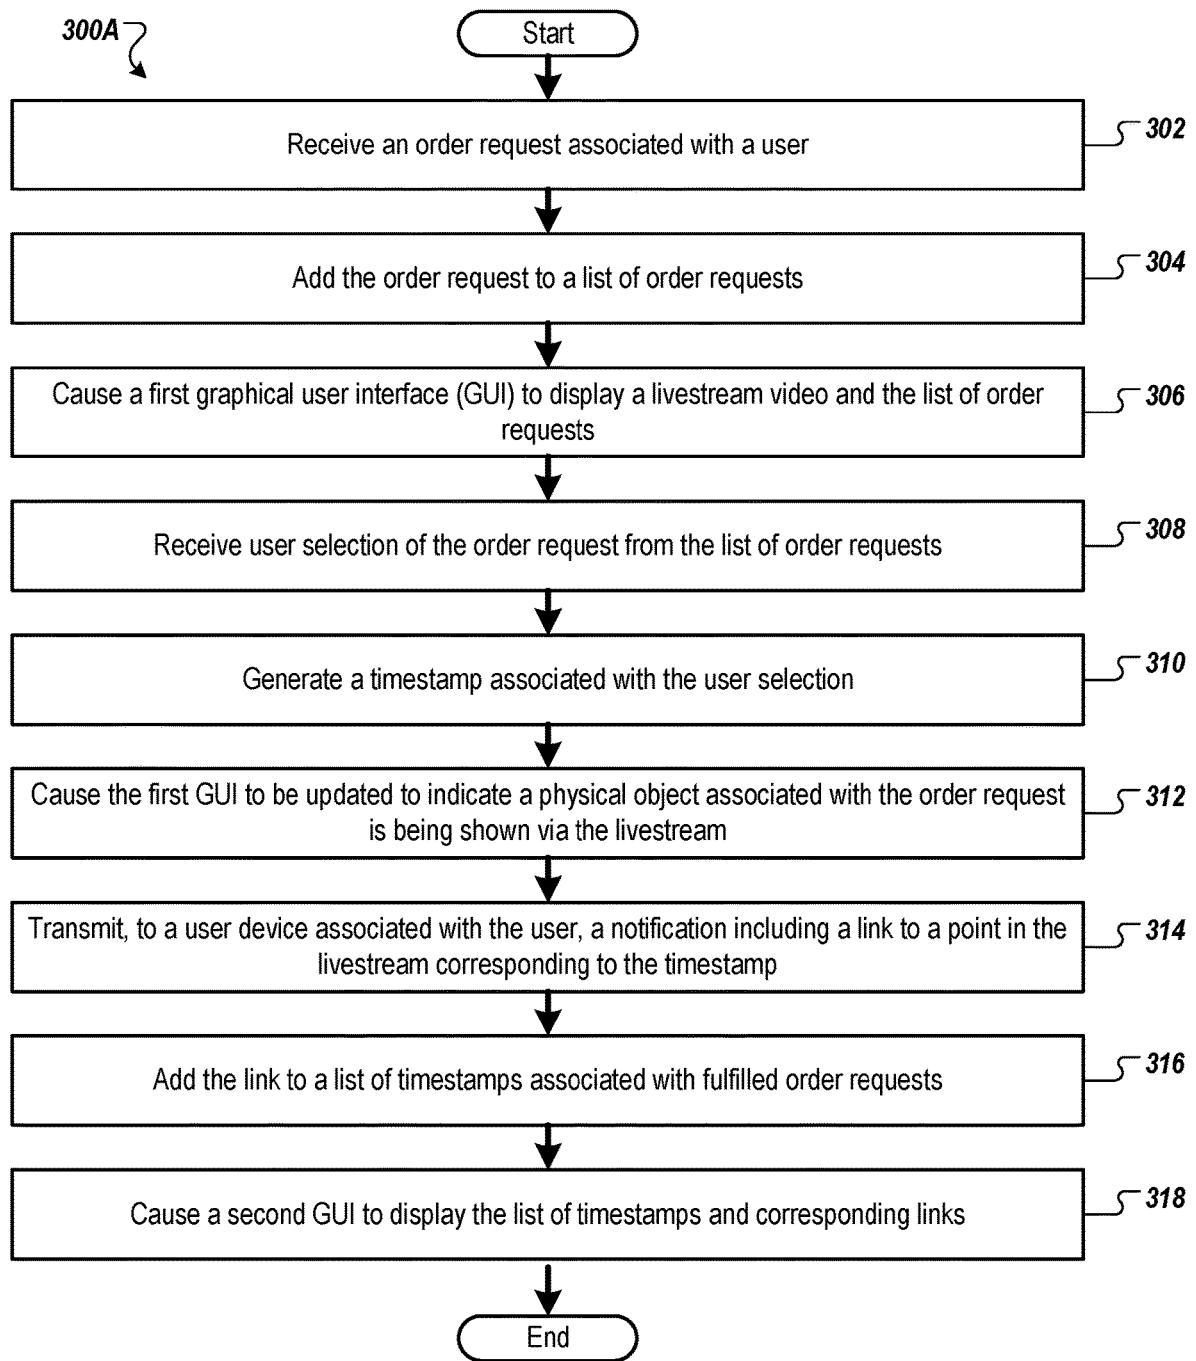 300A
Start
Receive an order request associated with a user
302
Add the order request to a list of order requests
304
Cause a first graphical user interface (GUI) to display a livestream video and the list of order
requests
306
Receive user selection of the order request from the list of order requests
308
Generate a timestamp associated with the user selection
310
Cause the first GUI to be updated to indicate a physical object associated with the order request
is being shown via the livestream
312
Transmit, to a user device associated with the user, a notification including a link to a point in the
livestream corresponding to the timestamp
314
Add the link to a list of timestamps associated with fulfilled order requests
316
Cause a second GUI to display the list of timestamps and corresponding links
318
End